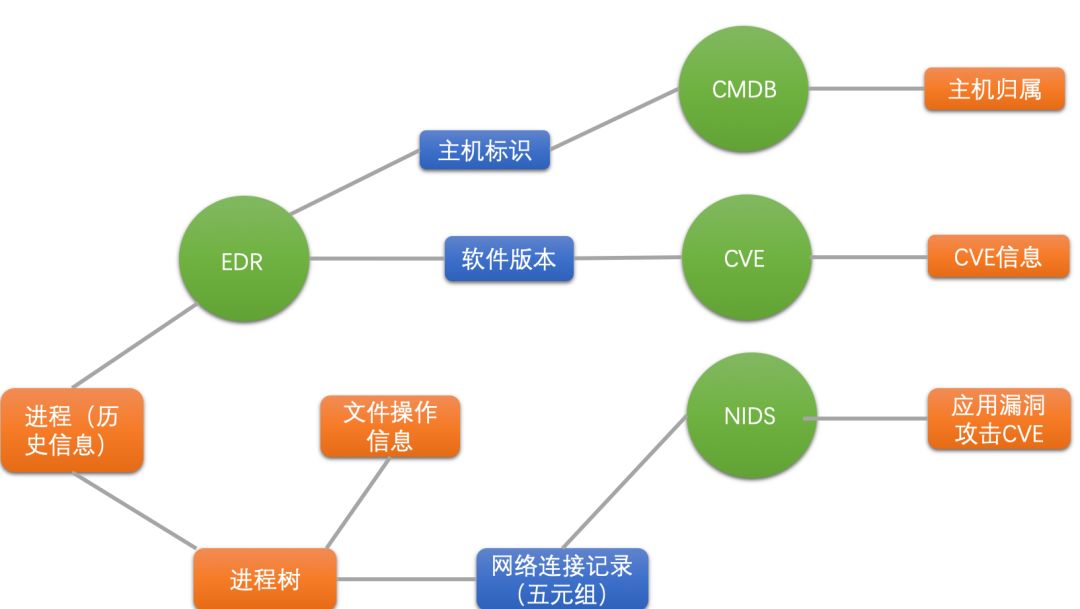 CMDB
主机归属
主机标识
EDR
软件版本
CVE
CVE信息
进程（历
史信息）
文件操作
信息
NIDS
应用漏洞
攻击CVE
进程树
网络连接记录
（五元组）